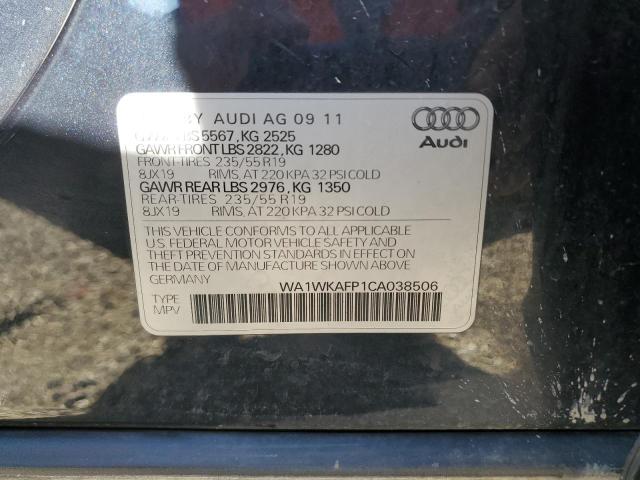 BY AUDI AG 09 11
LBS 5567, KG 2525
GAWR FRONT LBS 2822, KG 1280
FRONT-TIRES 235/55 R19
8JX19 RIMS, AT 220 KPA 32 PSI COLD
GAWR REAR LBS 2976, KG 1350
REAR-TIRES 235/55 R19
8JX19 RIMS, AT 220 KPA 32 PSI COLD
Audi
THIS VEHICLE CONFORMS TO ALL APPLICABLE
U.S. FEDERAL MOTOR VEHICLE SAFETY AND
THEFT PREVENTION STANDARDS IN EFFECT ON
THE DATE OF MANUFACTURE SHOWN ABOVE.
GERMANY WA1WKAFP1CA038506
TYPE
MPV